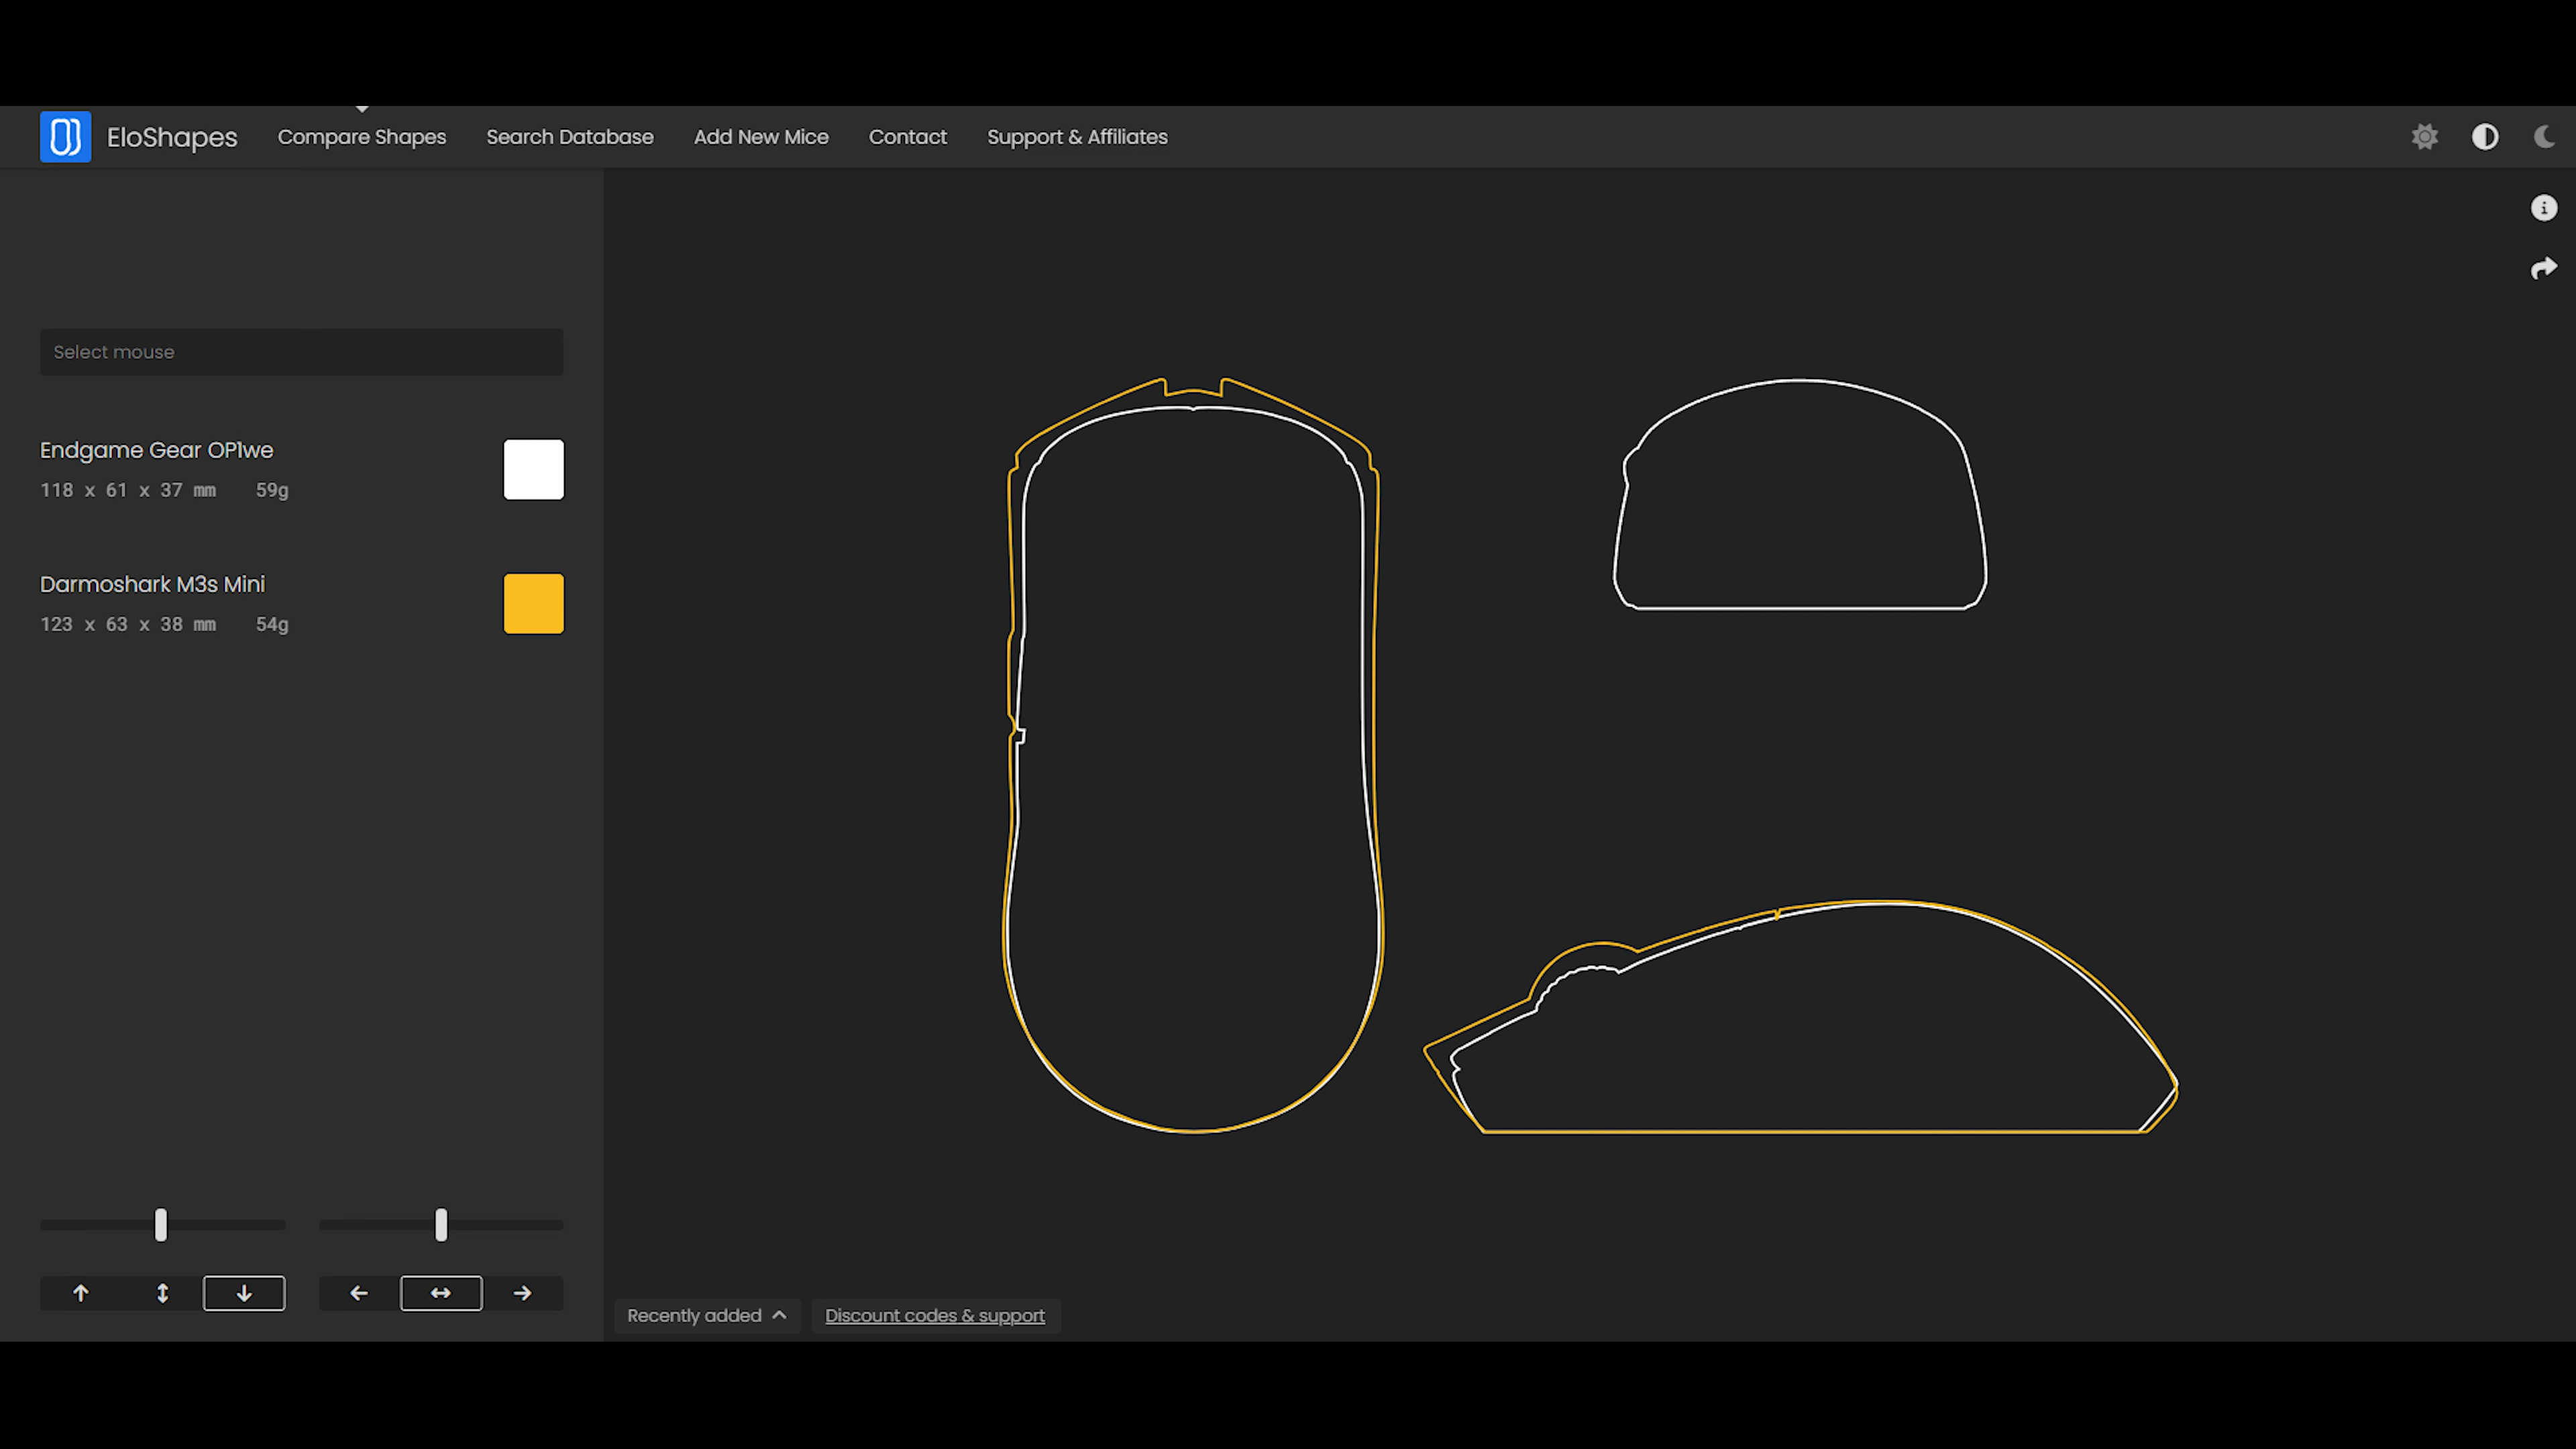 EloShapes
Compare Shapes
Search Database
Add New Mice
Contact
Support & Affiliates
Select mouse
Endgame Gear OP1we
118 x 61 x 37 mm 59g
Darmoshark M3s Mini
123 x 63 x 38 mm 54g
Recently added
Discount codes & support